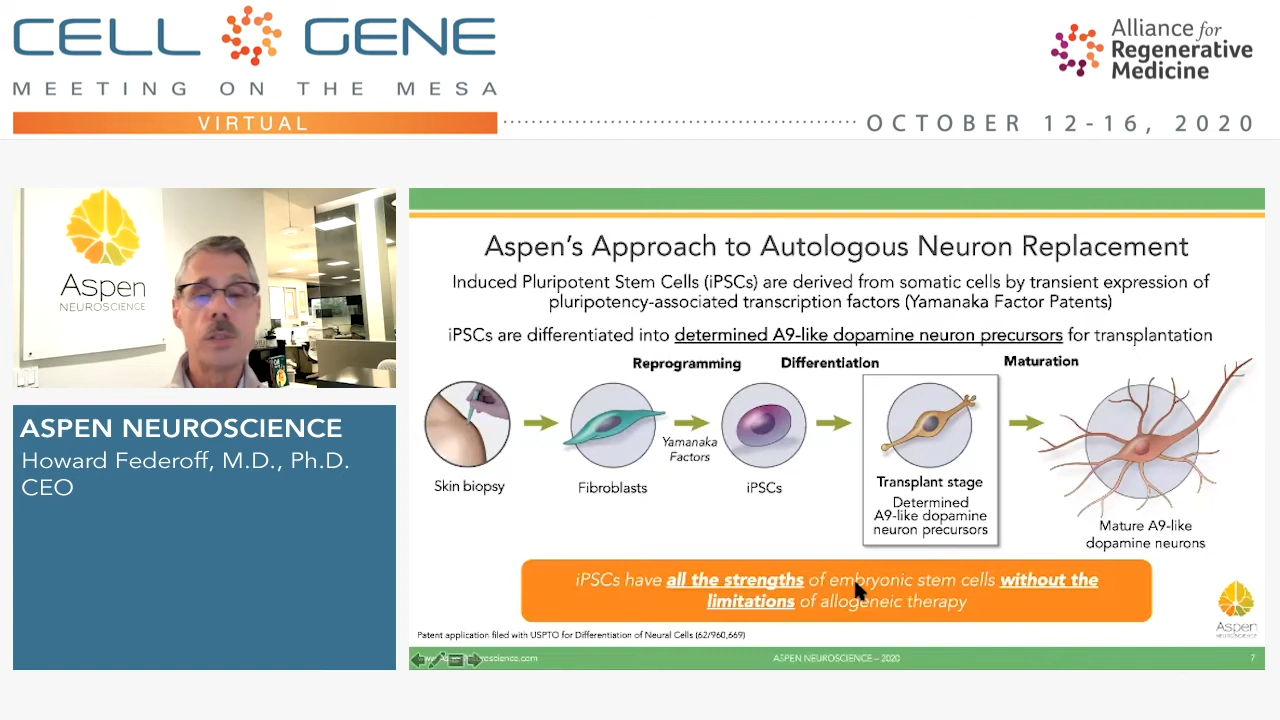 CELL GENE
MEETING ON THE MESA
VIRTUAL
Alliance for
Regenerative
Medicine
OCTOBER 12-16, 2020
Aspen
NEUROSCIENCE
ASPEN NEUROSCIENCE
Howard Federoff, M.D., Ph.D.
CEO
Aspen's Approach to Autologous Neuron Replacement
Induced Pluripotent Stem Cells (iPSCs) are derived from somatic cells by transient expression of
pluripotency-associated transcription factors (Yamanaka Factor Patents)
iPSCs are differentiated into determined A9-like dopamine neuron precursors for transplantation
Reprogramming
Differentiation
Maturation
Yamanaka
Factors
Skin biopsy
Fibroblasts
iPSCs
Transplant stage
Determined
A9-like dopamine
neuron precursors
Mature A9-like
dopamine neurons
iPSCs have all the strengths of embryonic stem cells without the
limitations of allogeneic therapy
Aspen
NEUROSCIENCE
Patent application filed with USPTO for Differentiation of Neural Cells (62/960,669)
ASPEN NEUROSCIENCE – 2020
7